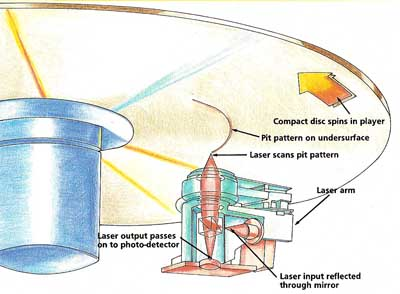 Compact disc spins in player
Pit pattern on undersurface
Laser scans pit pattern
Laser arm
Laser output passes
on to photo-detector
Laser input reflected
through mirror